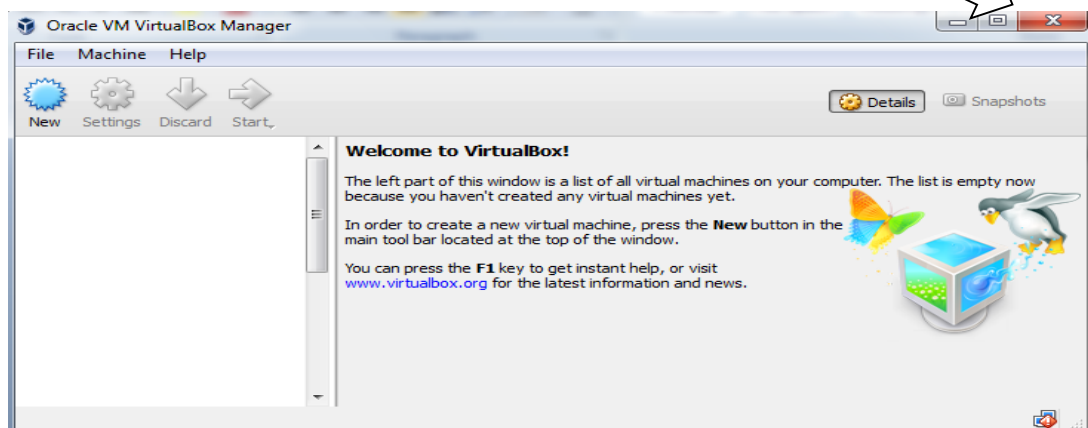 Oracle VM VirtualBox Manager
File Machine Help
New Settings Discard Start
Details Snapshots
Welcome to VirtualBox!
The left part of this window is a list of all virtual machines on your computer. The list is empty now
because you haven't created any virtual machines yet.
In order to create a new virtual machine, press the New button in the
main tool bar located at the top of the window.
You can press the F1 key to get instant help, or visit
www.virtualbox.org for the latest information and news.